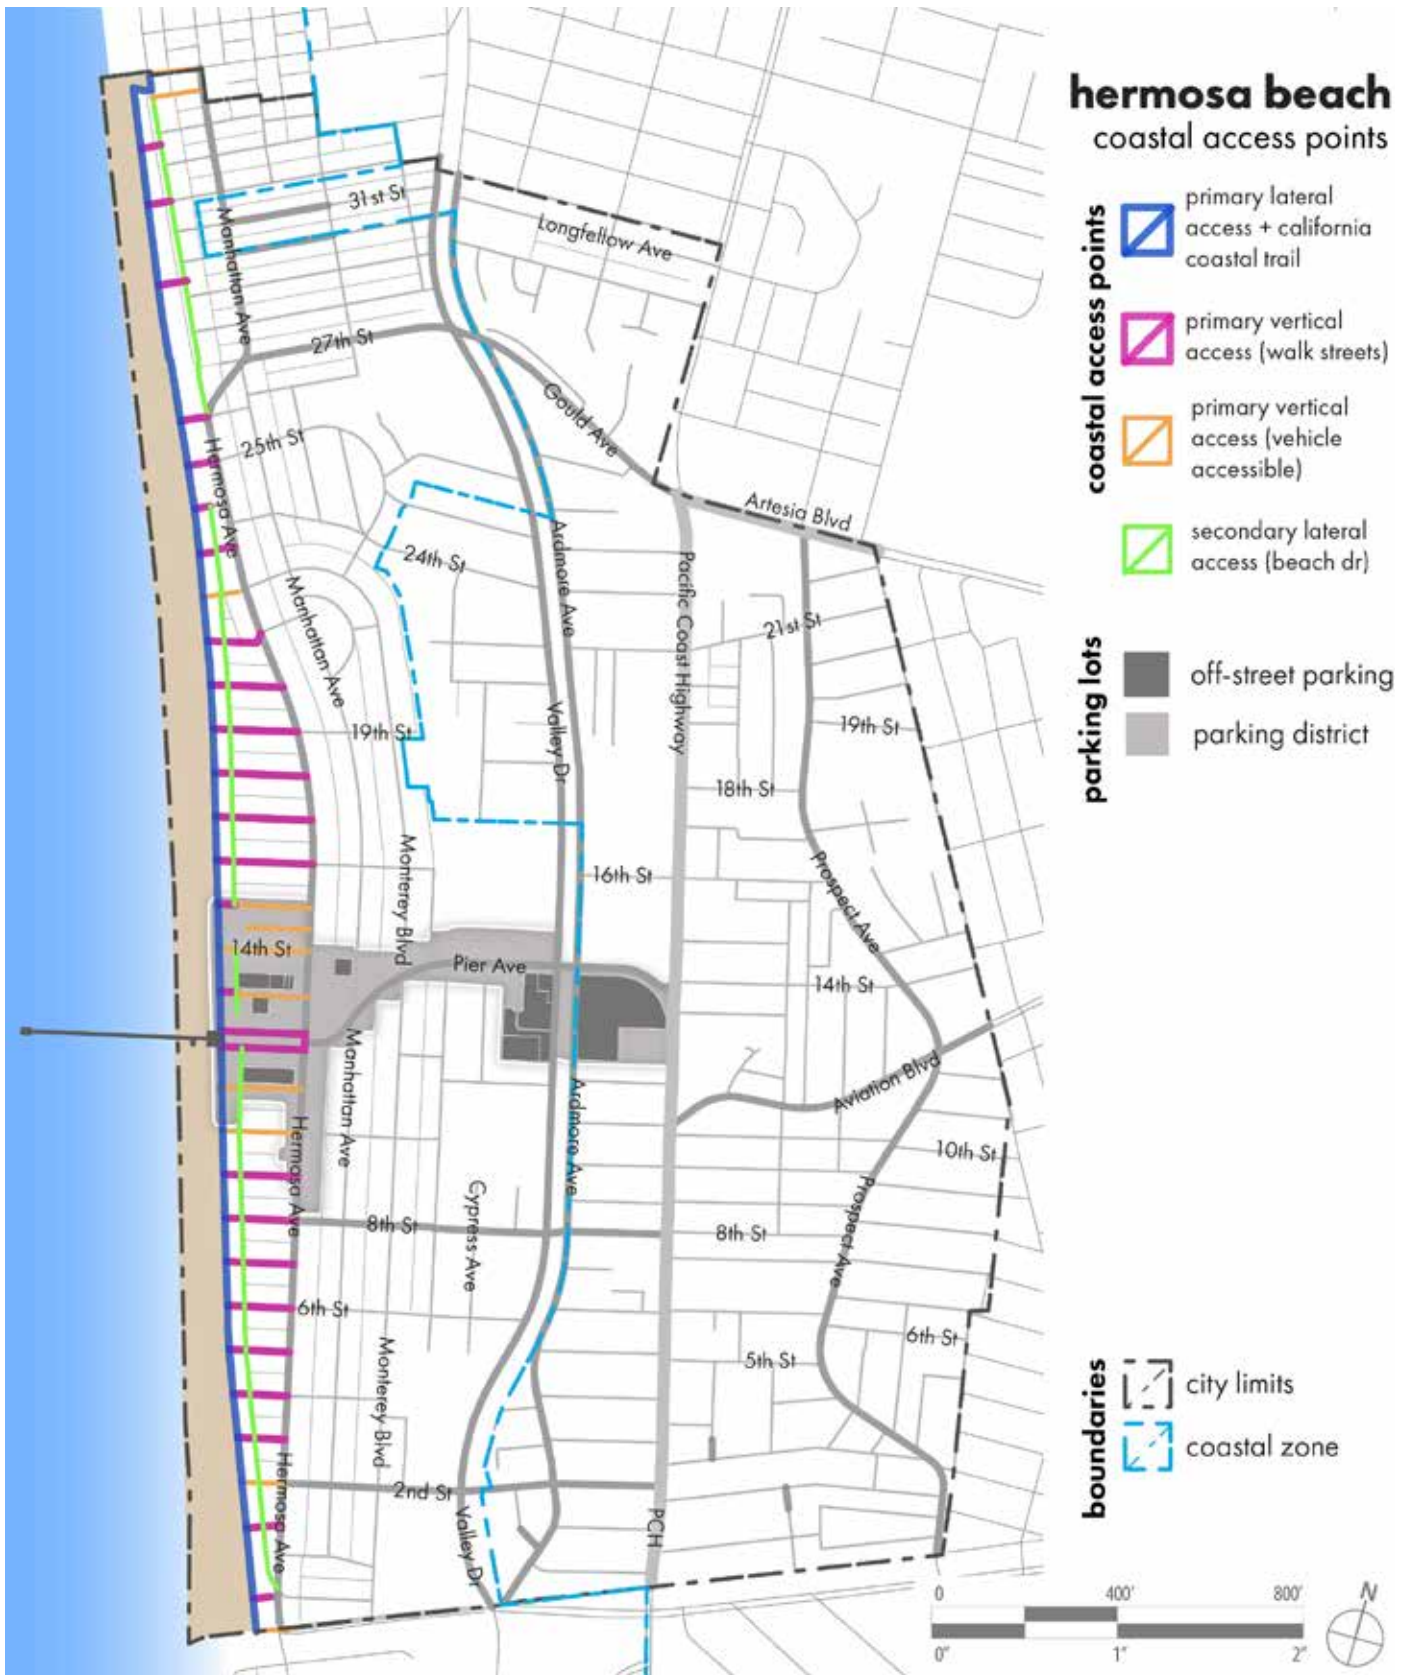 hermosa beach
coastal access points
coastal access points
primary lateral
access + california
coastal trail
primary vertical
access (walk streets)
primary vertical
access (vehicle
accessible)
secondary lateral
access (beach dr)
parking lots
off-street parking
parking district
boundaries
city limits
coastal zone
0 400' 800'
0" 1" 2"
N
31st St
Longfellow Ave
Manhattan Ave
27th St
Gould Ave
25th St
Hermosa Ave
Artesia Blvd
24th St
Ardmore Ave
Pacific Coast Highway
Manhattan Ave
21st St
Valley Dr
19th St
19th St
18th St
Monterey Blvd
16th St
Prospect Ave
14th St
Pier Ave
14th St
Manhattan Ave
Ardmore Ave
Aviation Blvd
Hermosa Ave
10th St
Cypress Ave
Prospect Ave
8th St
8th St
6th St
6th St
5th St
Monterey Blvd
Hermosa Ave
2nd St
Valley Dr
PCH